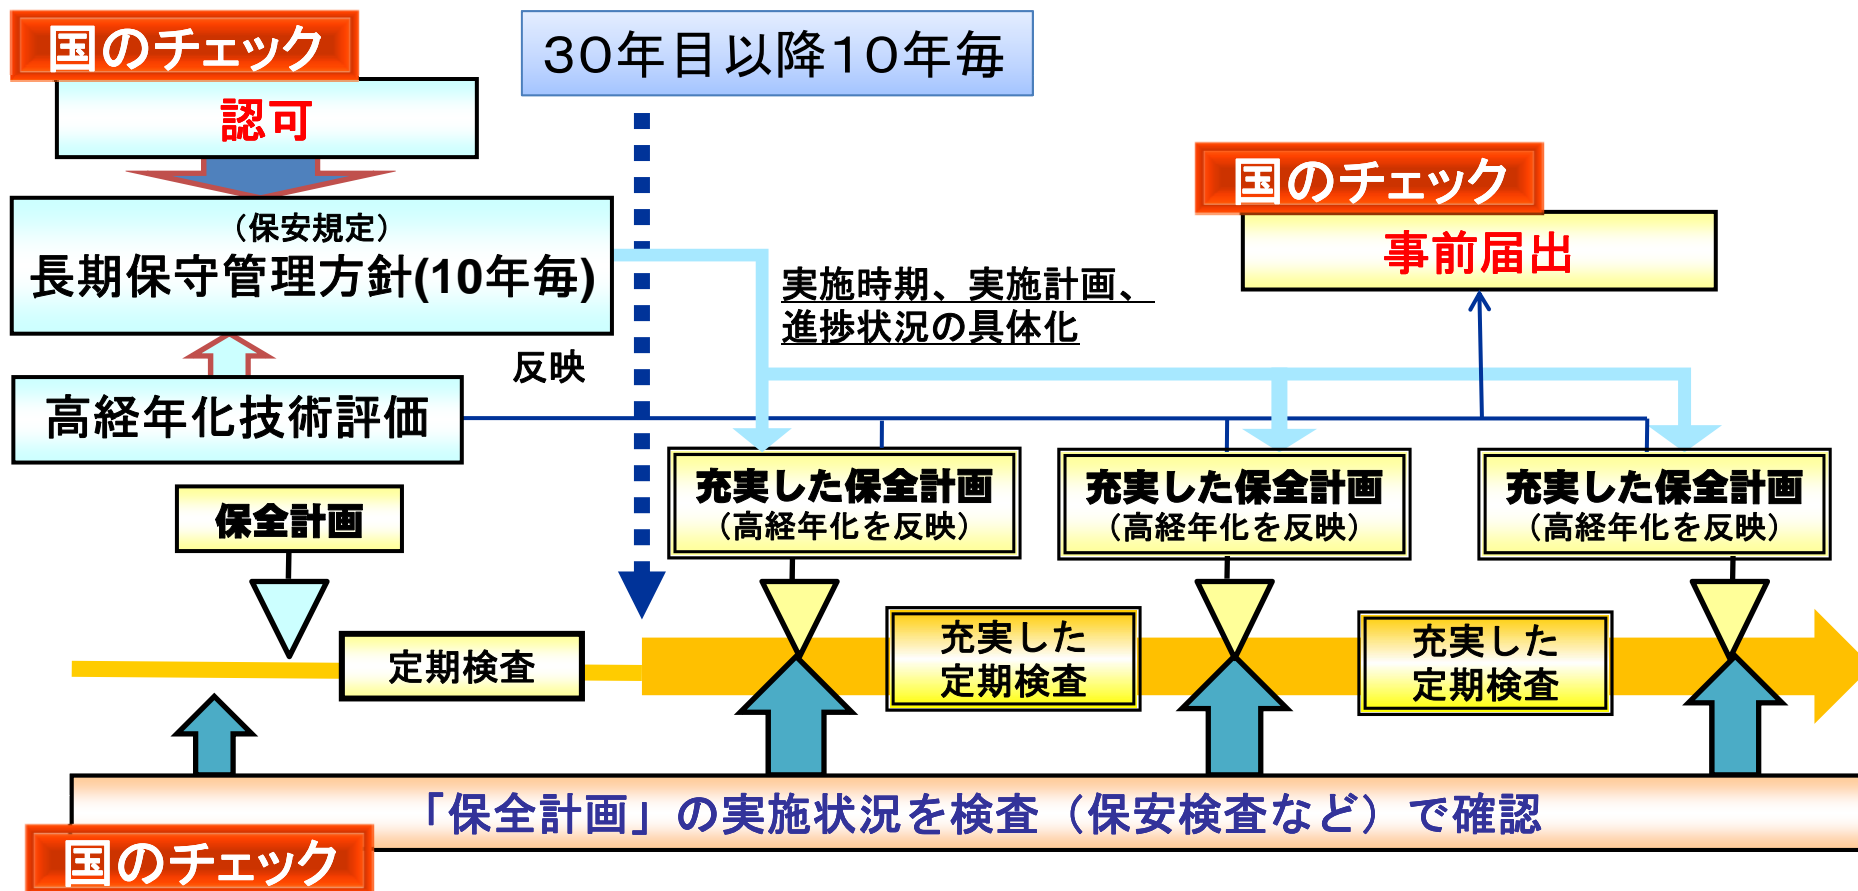 国のチェック
認可
30年目以降10年毎
国のチェック
事前届出
（保安規定）
長期保守管理方針(10年毎)
実施時期、実施計画、
進捗状況の具体化
反映
高経年化技術評価
保全計画
充実した保全計画
（高経年化を反映）
充実した保全計画
（高経年化を反映）
充実した保全計画
（高経年化を反映）
定期検査
充実した
定期検査
充実した
定期検査
「保全計画」の実施状況を検査（保安検査など）で確認
国のチェック